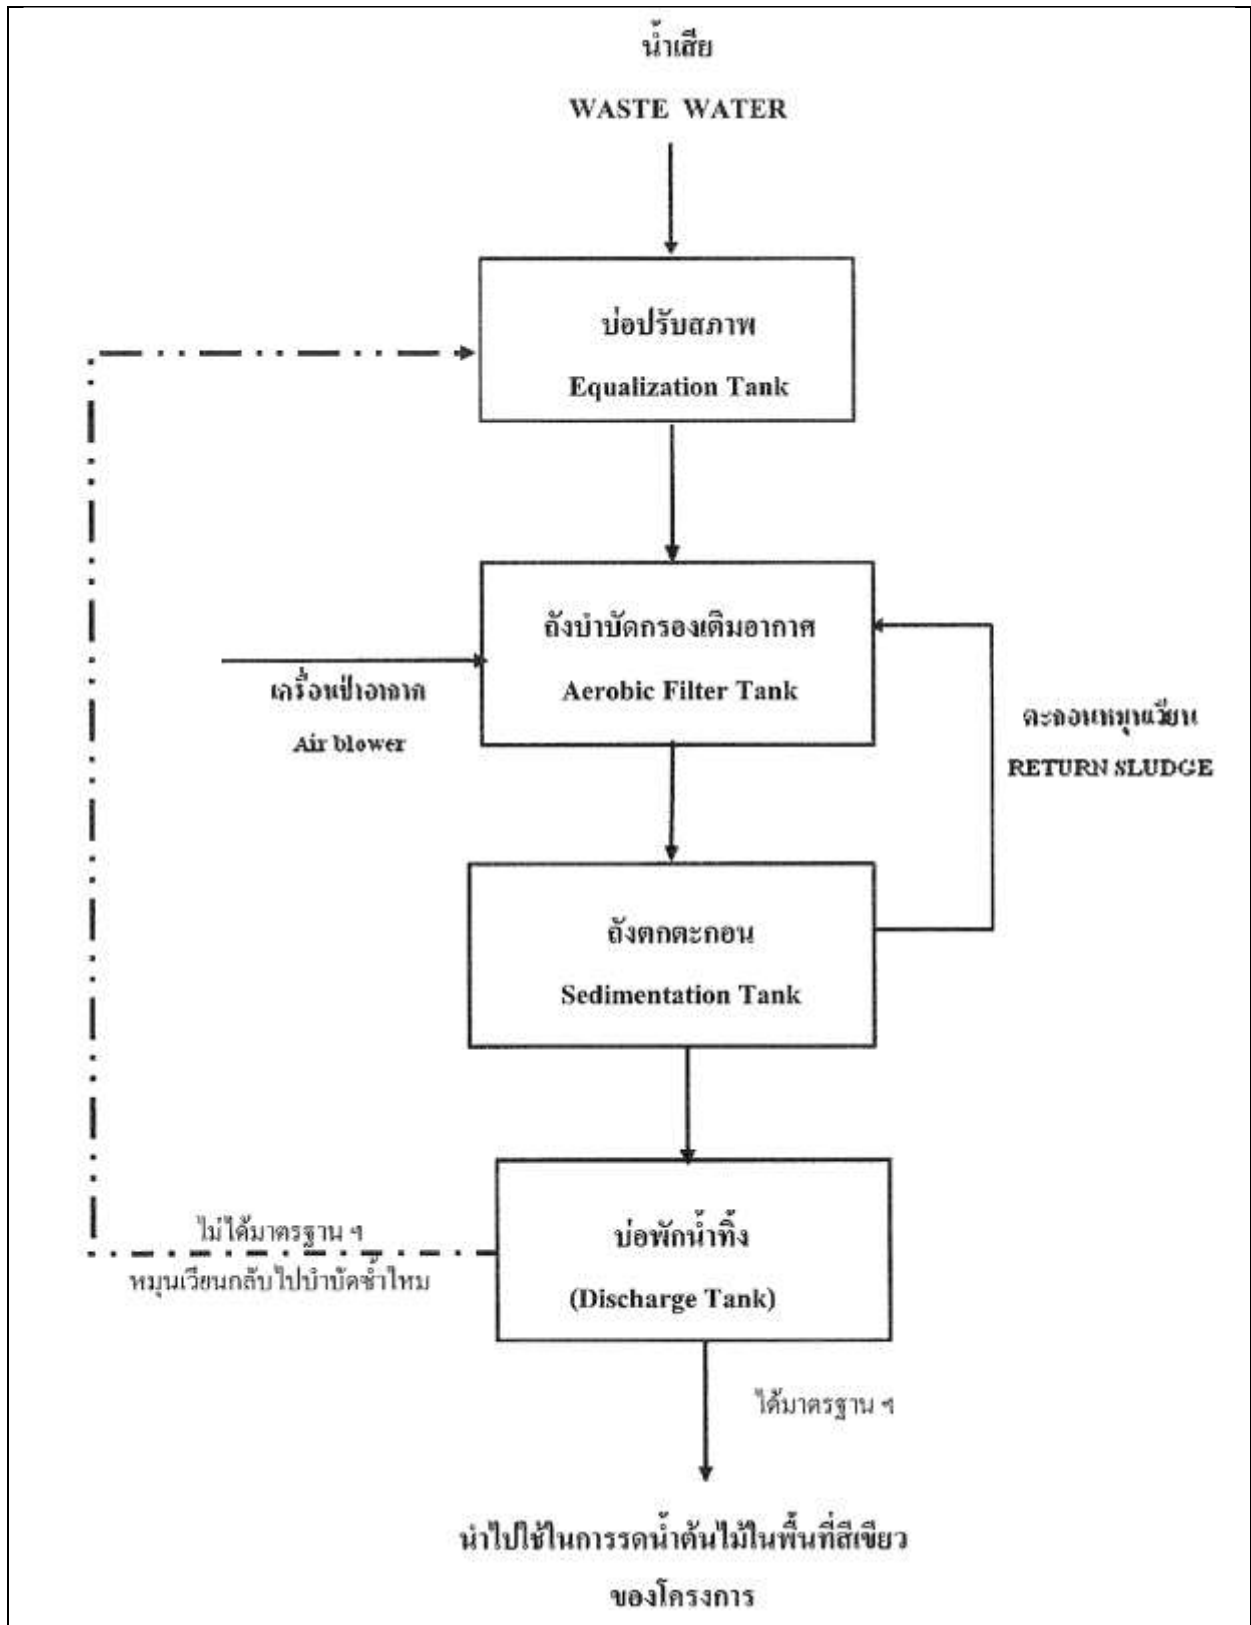 น้ำเสีย
WASTE WATER
บ่อปรับสภาพ
Equalization Tank
ถังบำบัดกรองเติมอากาศ
Aerobic Filter Tank
เครื่อเป่าอากาก
Air blower
ตะกอนหมุนเวียน
RETURN SLUDGE
ถังตกตะกอน
Sedimentation Tank
บ่อพักน้ำทิ้ง
(Discharge Tank)
ไม่ได้มาตรฐาน ฯ
หมุนเวียนกลับไปบำบัดซ้ำใหม
ได้มาตรฐาน ฯ
นำไปใช้ในการรดน้ำต้นไม้ในพื้นที่สีเขียว
ของโครงการ